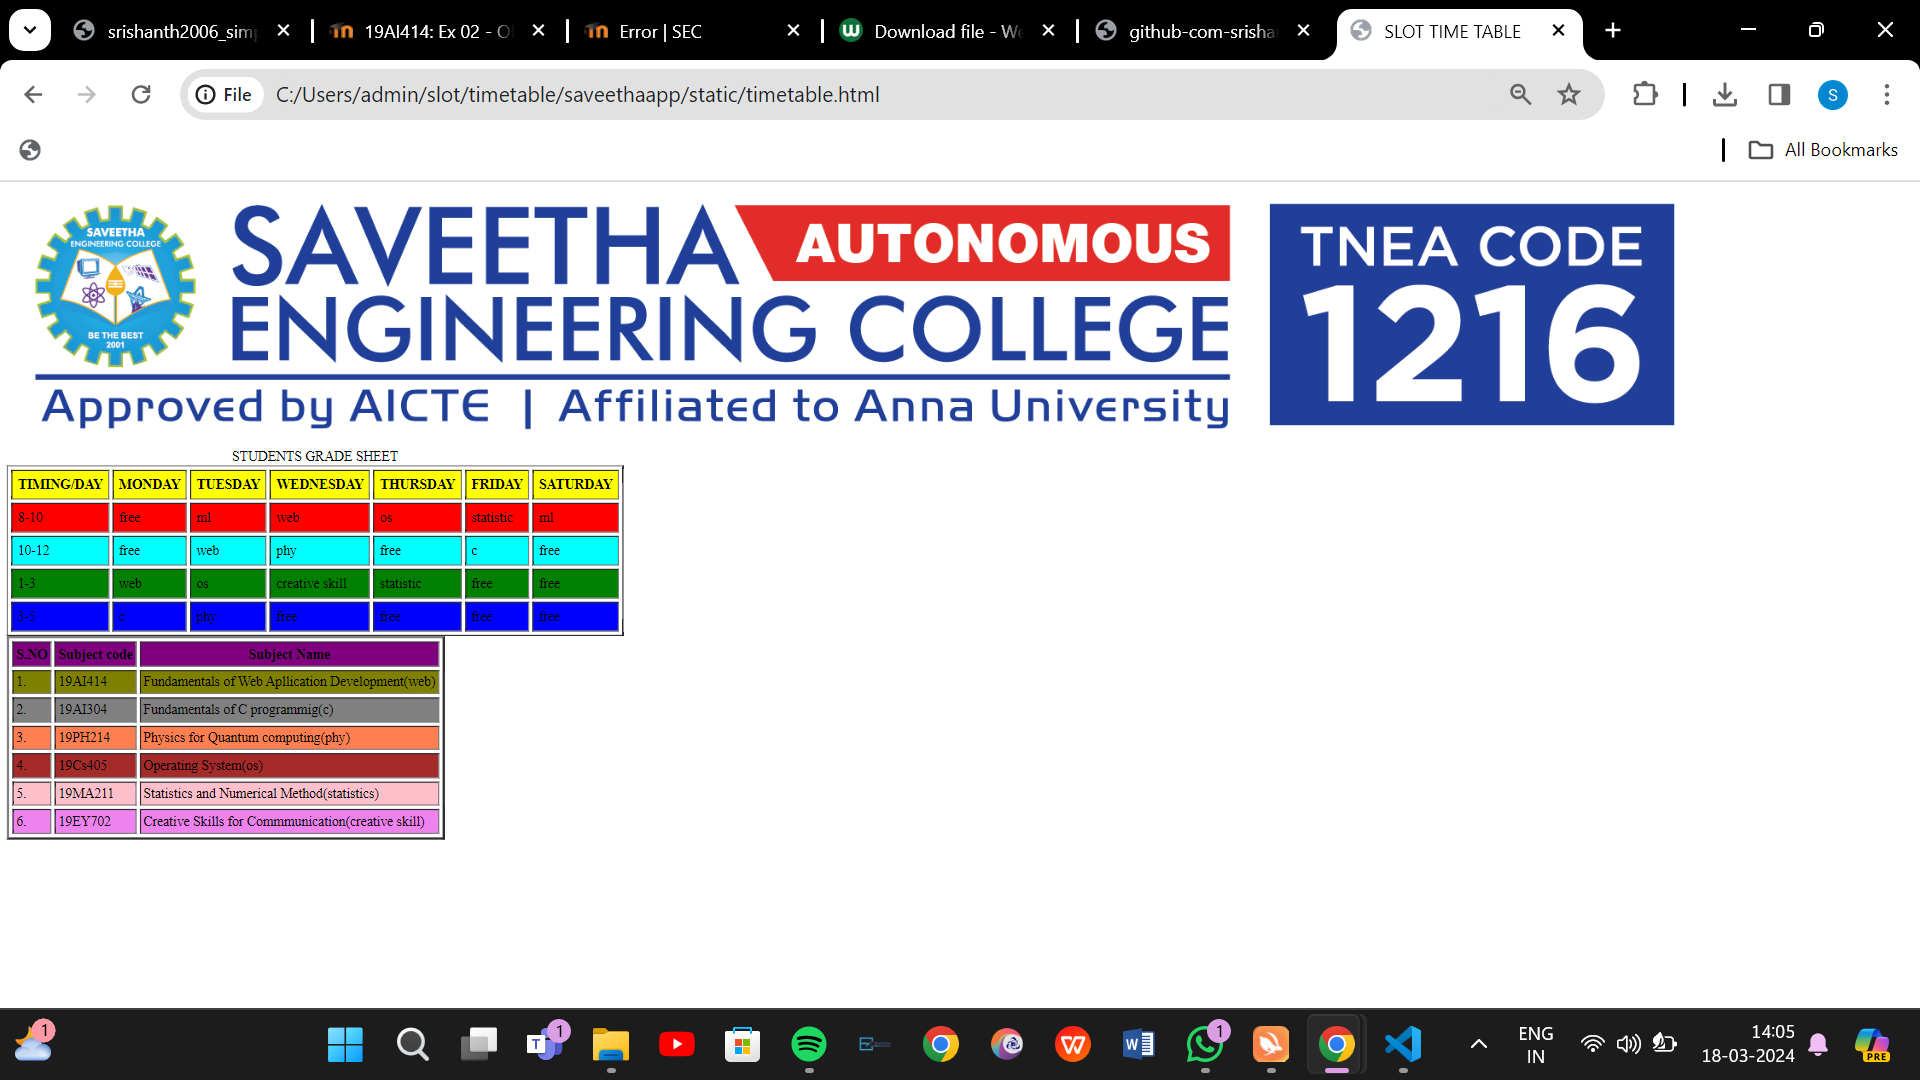 srishanth2006_simp
19AI414: Ex 02 - O
Error | SEC
Download file - We
github-com-srisha
SLOT TIME TABLE
File
C:/Users/admin/slot/timetable/saveethaapp/static/timetable.html
S
All Bookmarks
SAVEETHA
ENGINEERING COLLEGE
BE THE BEST
2001
SAVEETHA AUTONOMOUS
ENGINEERING COLLEGE
Approved by AICTE | Affiliated to Anna University
TNEA CODE
1216
STUDENTS GRADE SHEET
TIMING/DAY MONDAY TUESDAY WEDNESDAY THURSDAY FRIDAY SATURDAY
8-10 free ml web os statistic ml
10-12 free web phy free c free
1-3 web os creative skill statistic free free
3-5 c phy free free free free
S.NO Subject code Subject Name
1. 19AI414 Fundamentals of Web Apllication Development(web)
2. 19AI304 Fundamentals of C programmig(c)
3. 19PH214 Physics for Quantum computing(phy)
4. 19Cs405 Operating System(os)
5. 19MA211 Statistics and Numerical Method(statistics)
6. 19EY702 Creative Skills for Commmunication(creative skill)
1
1
1
ENG
IN
14:05
18-03-2024
PRE